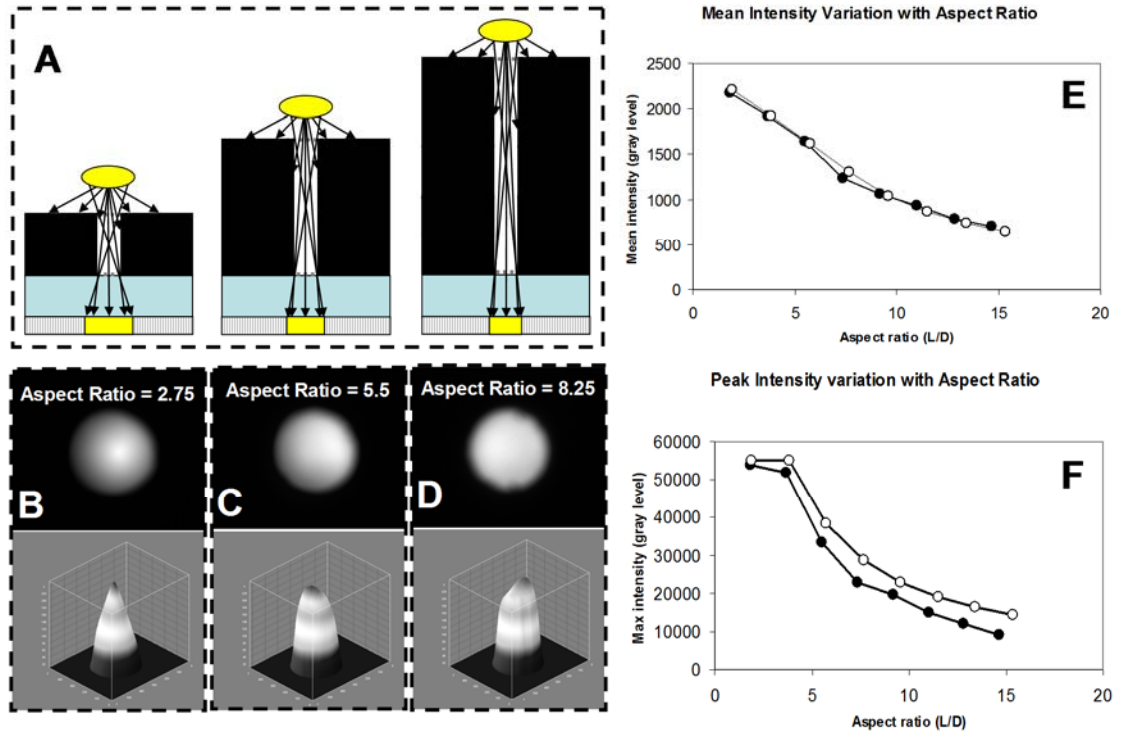 A
Aspect Ratio = 2.75
B
Aspect Ratio = 5.5
C
Aspect Ratio = 8.25
D
Mean Intensity Variation with Aspect Ratio
E
Mean intensity (gray level)
2500
2000
1500
1000
500
0
0 5 10 15 20
Aspect ratio (L/D)
Peak Intensity variation with Aspect Ratio
F
Max intensity (gray level)
60000
50000
40000
30000
20000
10000
0
0 5 10 15 20
Aspect ratio (L/D)